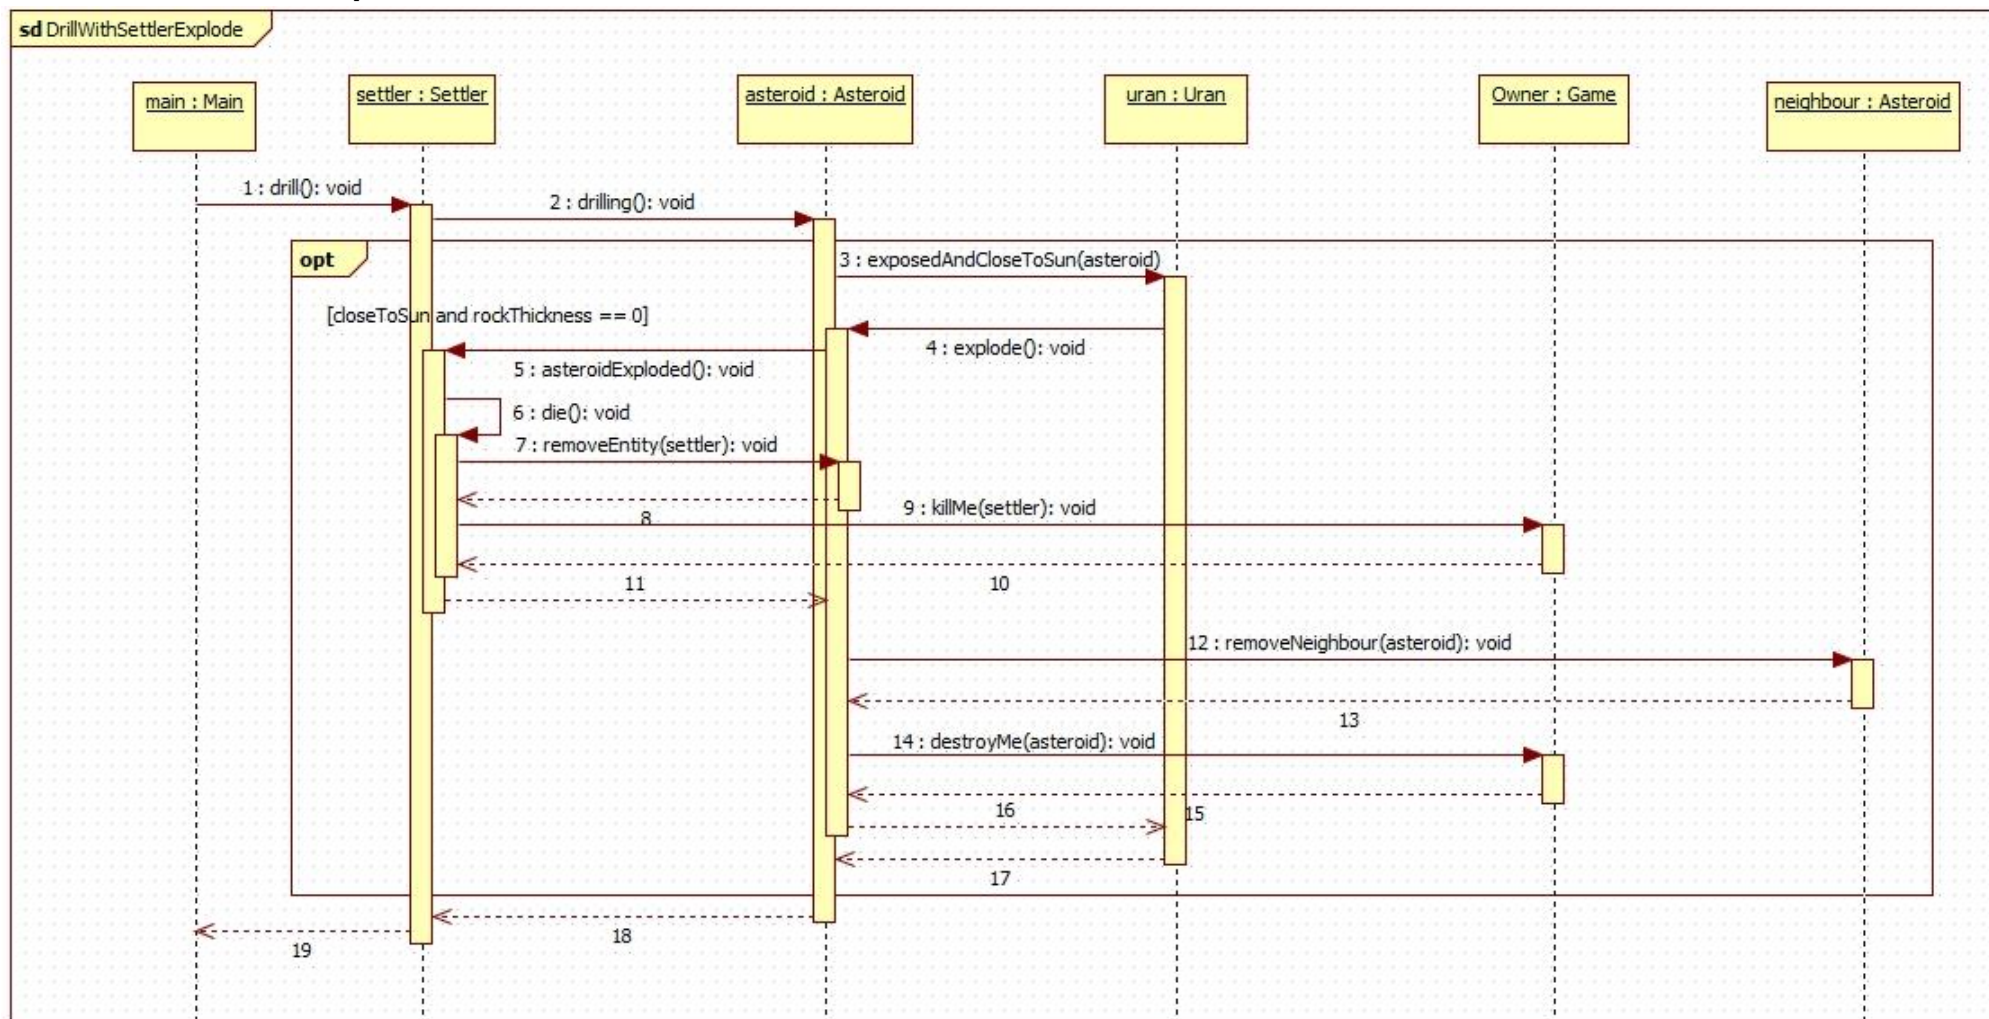 sd DrillWithSettlerExplode
main : Main
settler : Settler
asteroid : Asteroid
uran : Uran
Owner : Game
neighbour : Asteroid
1 : drill(): void
2 : drilling(): void
opt
3 : exposedAndCloseToSun(asteroid)
[closeToSun and rockThickness == 0]
4 : explode(): void
5 : asteroidExploded(): void
6 : die(): void
7 : removeEntity(settler): void
8
9 : killMe(settler): void
10
11
12 : removeNeighbour(asteroid): void
13
14 : destroyMe(asteroid): void
15
16
17
18
19